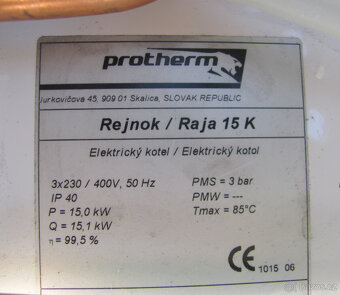 protherm
Jurkovičova 45, 909 01 Skalica, SLOVAK REPUBLIC
Rejnok / Raja 15 K
Elektrický kotel / Elektrický kotol
3x230 / 400V, 50 Hz
IP 40
P = 15,0 kW
Q = 15,1 kW
η = 99,5 %
PMS = 3 bar
PMW = ---
Tmax = 85°C
CE 1015 06